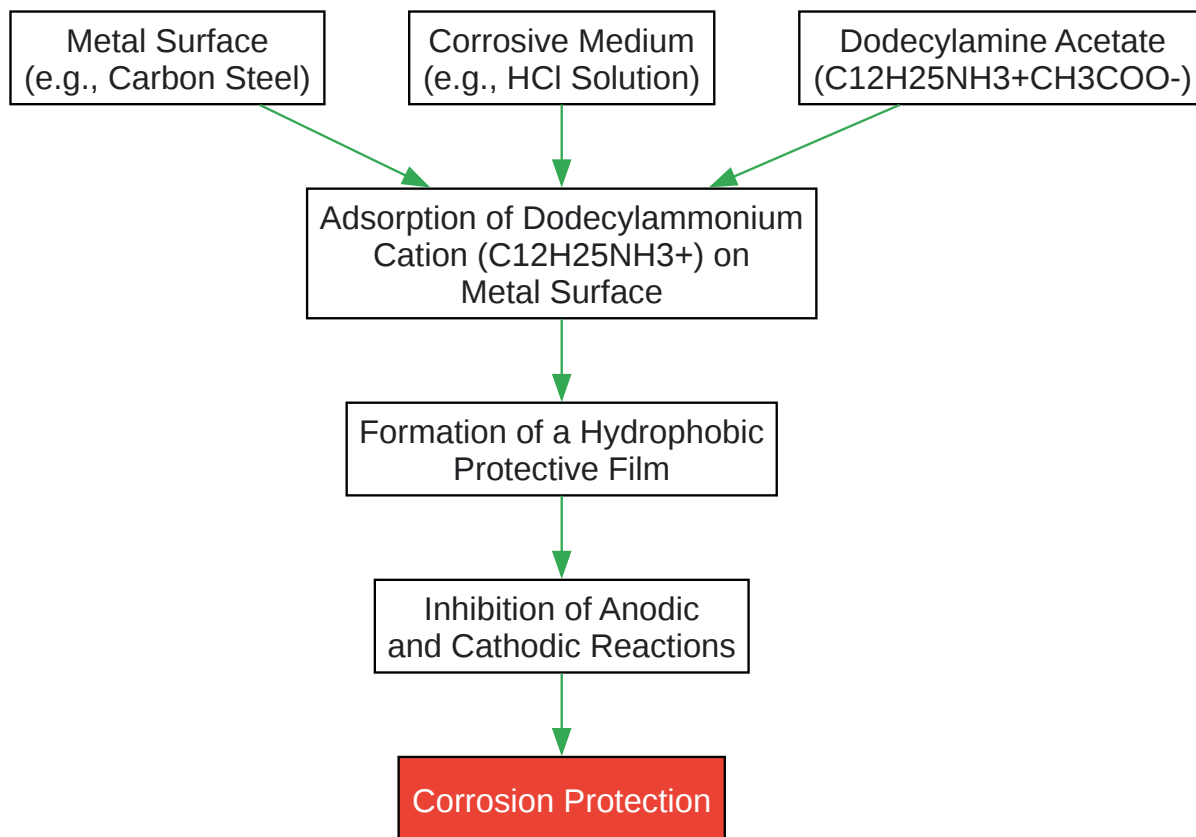 Metal Surface
(e.g., Carbon Steel)
Corrosive Medium
(e.g., HCl Solution)
Dodecylamine Acetate
(C12H25NH3+CH3COO-)
Adsorption of Dodecylammonium
Cation (C12H25NH3+) on
Metal Surface
Formation of a Hydrophobic
Protective Film
Inhibition of Anodic
and Cathodic Reactions
Corrosion Protection